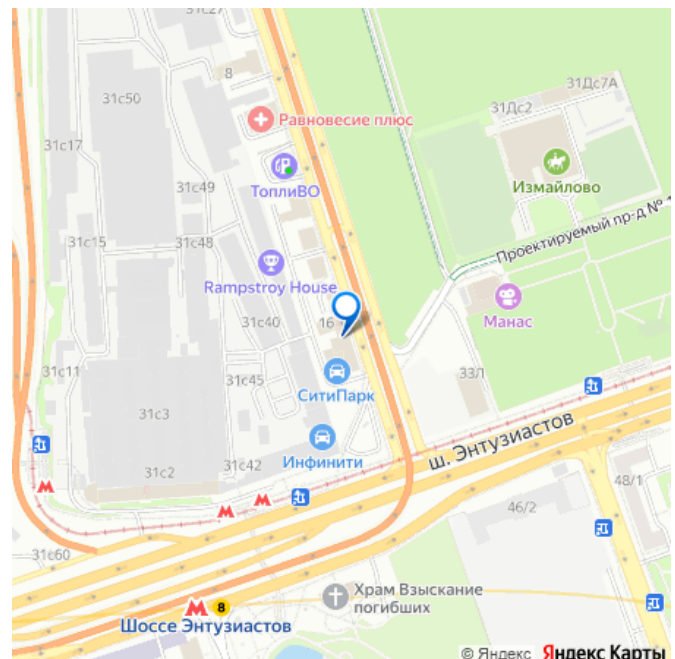 31с27
8
31с50
31Дс7А
31Дс2
Равновесие плюс
31с17
ТоплиВО
Измайлово
31с49
Проектируемый пр-д №
31с15
31с48
Rampstroy House
Манас
31с40
16
31с11
31с45
33Л
СитиПарк
31с3
ш. Энтузиастов
Инфинити
31с42
31с2
48/1
46/2
31с60
Храм Взыскание
погибших
8
Шоссе Энтузиастов
© Яндекс Яндекс Карты